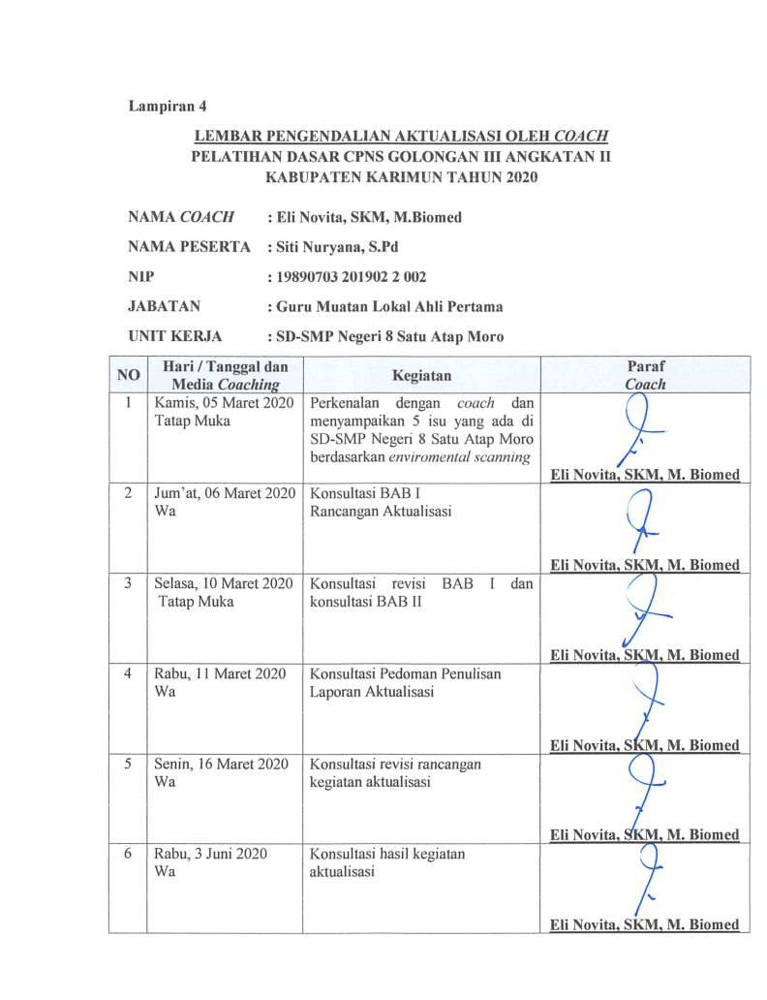 Lampiran 4
LEMBAR PENGENDALIAN AKTUALISASI OLEH COACH
PELATIHAN DASAR CPNS GOLONGAN III ANGKATAN II
KABUPATEN KARIMUN TAHUN 2020
NAMA COACH : Eli Novita, SKM, M.Biomed
NAMA PESERTA : Siti Nuryana, S.Pd
NIP : 19890703 201902 2 002
JABATAN : Guru Muatan Lokal Ahli Pertama
UNIT KERJA : SD-SMP Negeri 8 Satu Atap Moro
NO
Hari / Tanggal dan
Media Coaching
Kegiatan
Paraf
Coach
1
Kamis, 05 Maret 2020
Tatap Muka
Perkenalan dengan coach dan
menyampaikan 5 isu yang ada di
SD-SMP Negeri 8 Satu Atap Moro
berdasarkan enviromental scanning
Eli Novita, SKM, M. Biomed
2
Jum'at, 06 Maret 2020
Wa
Konsultasi BAB I
Rancangan Aktualisasi
Eli Novita, SKM, M. Biomed
3
Selasa, 10 Maret 2020
Tatap Muka
Konsultasi revisi BAB I dan
konsultasi BAB II
Eli Novita, SKM, M. Biomed
4
Rabu, 11 Maret 2020
Wa
Konsultasi Pedoman Penulisan
Laporan Aktualisasi
Eli Novita, SKM, M. Biomed
5
Senin, 16 Maret 2020
Wa
Konsultasi revisi rancangan
kegiatan aktualisasi
Eli Novita, SKM, M. Biomed
6
Rabu, 3 Juni 2020
Wa
Konsultasi hasil kegiatan
aktualisasi
Eli Novita, SKM, M. Biomed